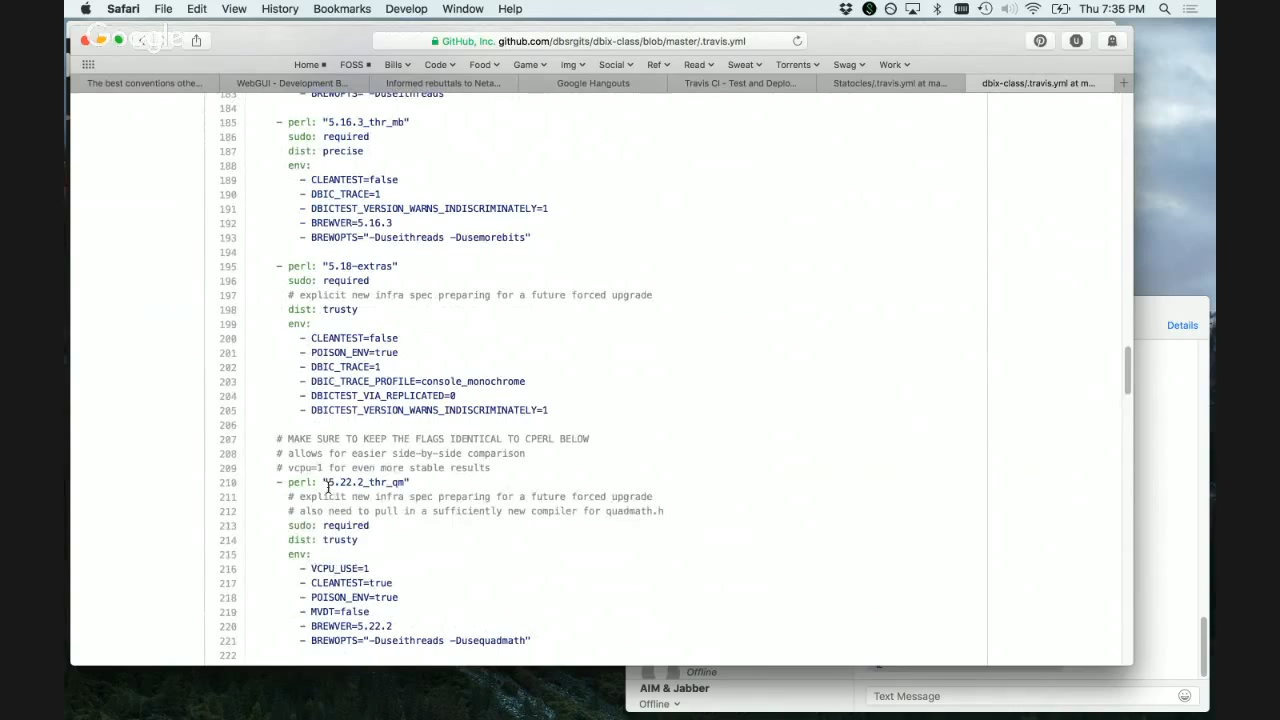 Safari File Edit View History Bookmarks Develop Window Help Thu 7:35 PM
Google
GitHub, Inc. github.com/dbsrgits/dbix-class/blob/master/.travis.yml
Home FOSS Bills Code Food Game Img Social Ref Read Sweat Torrents Swag Work
The best conventions othe... WebGUI - Development B... Informed rebuttals to Neta... Google Hangouts Travis CI - Test and Deplo... Statocles/.travis.yml at ma... dbix-class/.travis.yml at m...
183 - BREWOPTS="-Duseithreads"
184
185 - perl: "5.16.3_thr_mb"
186 sudo: required
187 dist: precise
188 env:
189 - CLEANTEST=false
190 - DBIC_TRACE=1
191 - DBICTEST_VERSION_WARNS_INDISCRIMINATELY=1
192 - BREWVER=5.16.3
193 - BREWOPTS="-Duseithreads -Dusemorebits"
194
195 - perl: "5.18-extras"
196 sudo: required
197 # explicit new infra spec preparing for a future forced upgrade
198 dist: trusty
199 env:
200 - CLEANTEST=false
201 - POISON_ENV=true
202 - DBIC_TRACE=1
203 - DBIC_TRACE_PROFILE=console_monochrome
204 - DBICTEST_VIA_REPLICATED=0
205 - DBICTEST_VERSION_WARNS_INDISCRIMINATELY=1
206
207 # MAKE SURE TO KEEP THE FLAGS IDENTICAL TO CPERL BELOW
208 # allows for easier side-by-side comparison
209 # vcpu=1 for even more stable results
210 - perl: "5.22.2_thr_qm"
211 # explicit new infra spec preparing for a future forced upgrade
212 # also need to pull in a sufficiently new compiler for quadmath.h
213 sudo: required
214 dist: trusty
215 env:
216 - VCPU_USE=1
217 - CLEANTEST=true
218 - POISON_ENV=true
219 - MVDT=false
220 - BREWVER=5.22.2
221 - BREWOPTS="-Duseithreads -Dusequadmath"
222
Details
Offline
AIM & Jabber
Offline
Text Message